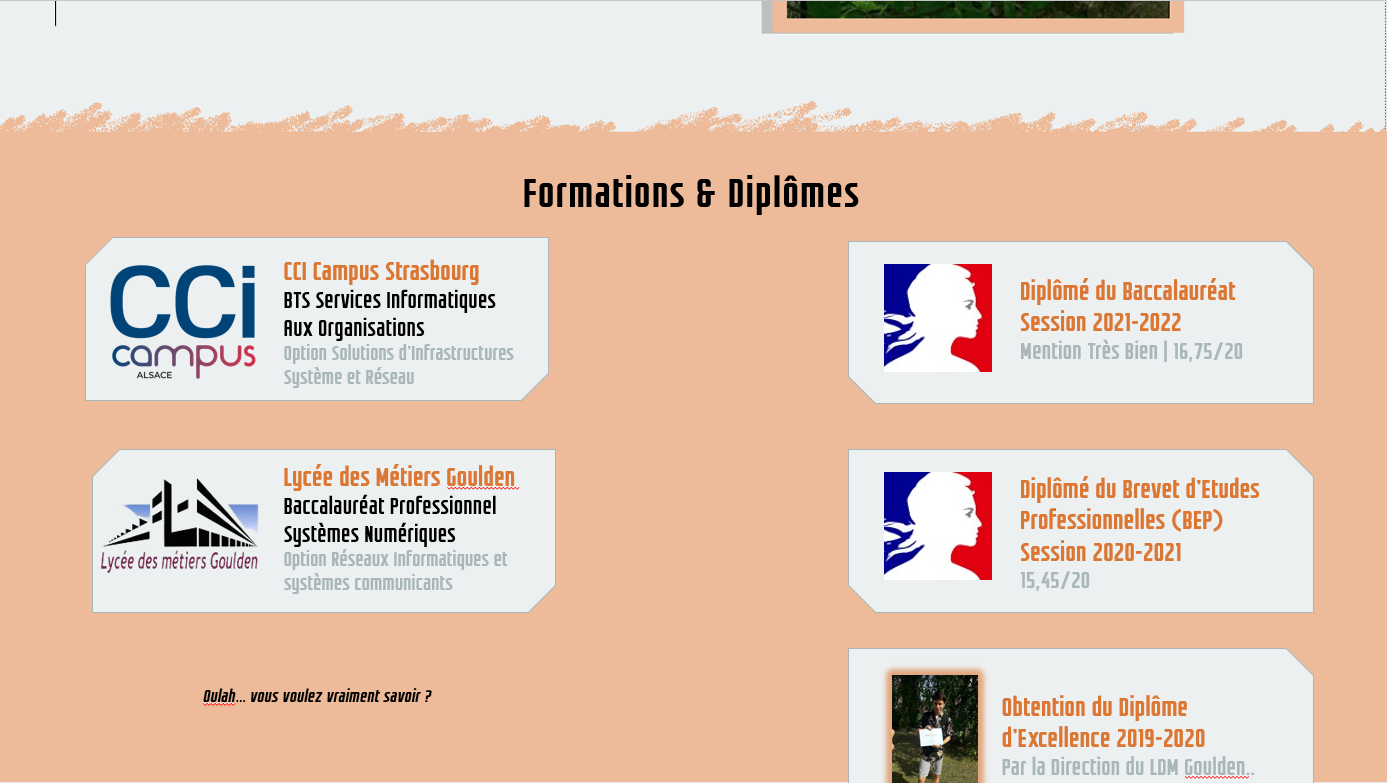 Formations & Diplômes
CCi
campus
ALSACE
CCI Campus Strasbourg
BTS Services Informatiques
Aux Organisations
Option Solutions d'Infrastructures
Système et Réseau
Diplômé du Baccalauréat
Session 2021-2022
Mention Très Bien | 16,75/20
Lycée des métiers Goulden
Lycée des Métiers Goulden
Baccalauréat Professionnel
Systèmes Numériques
Option Réseaux Informatiques et
systèmes communicants
Diplômé du Brevet d'Etudes
Professionnelles (BEP)
Session 2020-2021
15,45/20
Oulah... vous voulez vraiment savoir ?
Obtention du Diplôme
d'Excellence 2019-2020
Par la Direction du LDM Goulden..